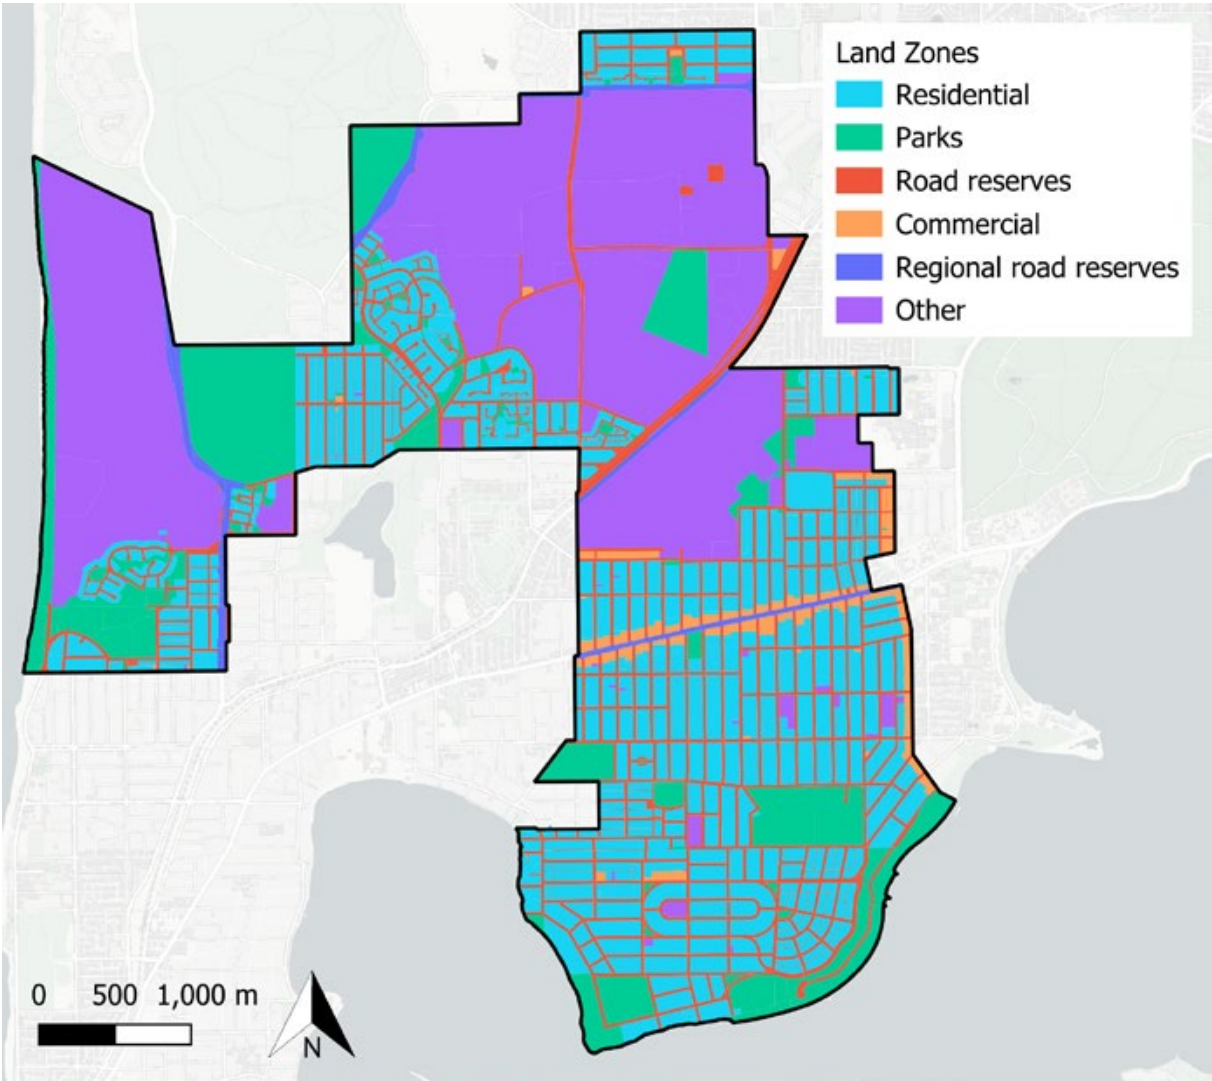 Land Zones
Residential
Parks
Road reserves
Commercial
Regional road reserves
Other
0 500 1,000 m
N